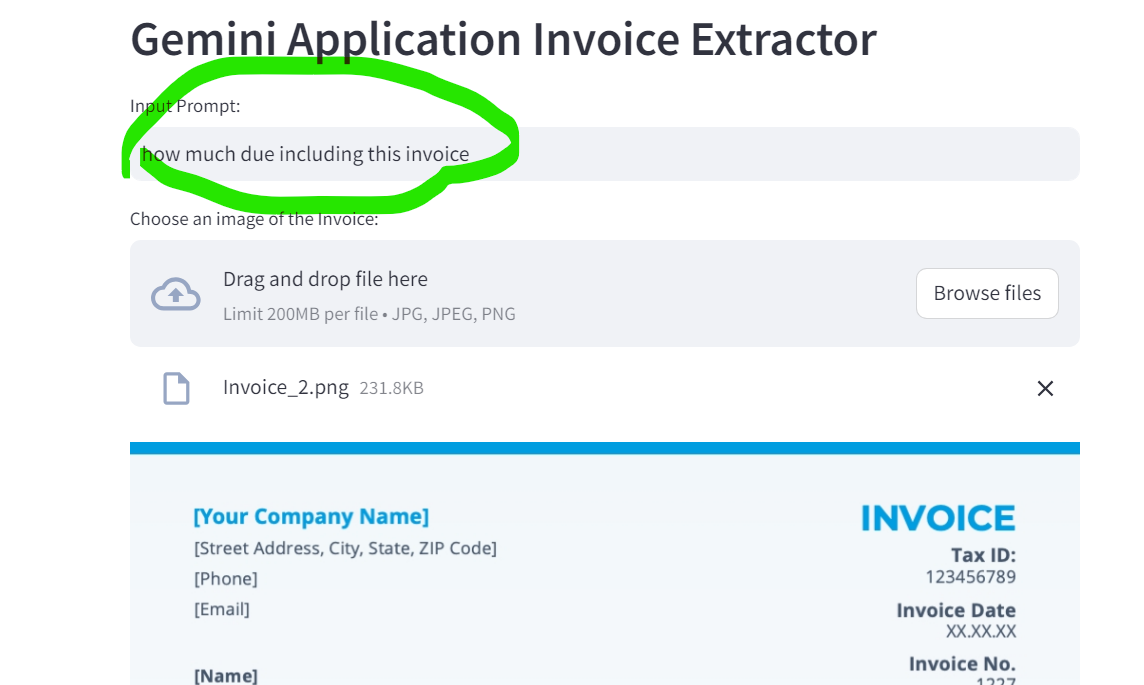 Gemini Application Invoice Extractor
Input Prompt:
how much due including this invoice
Choose an image of the Invoice:
Drag and drop file here
Limit 200MB per file • JPG, JPEG, PNG
Browse files
Invoice_2.png 231.8KB
[Your Company Name]
[Street Address, City, State, ZIP Code]
[Phone]
[Email]
[Name]
INVOICE
Tax ID:
123456789
Invoice Date
XX.XX.XX
Invoice No.
1227